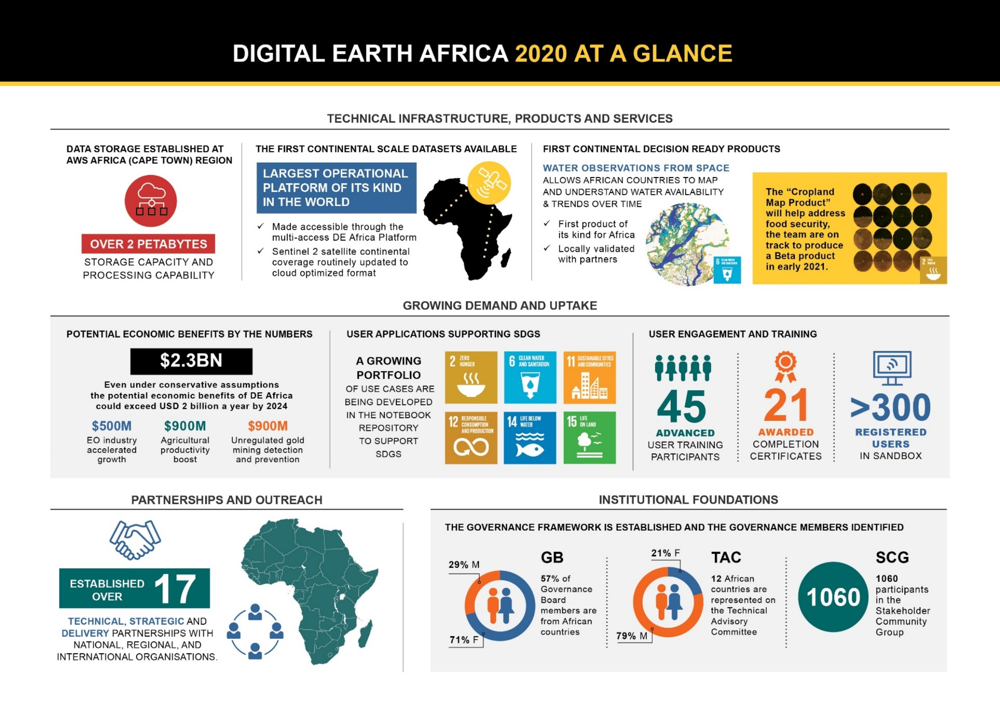 DIGITAL EARTH AFRICA 2020 AT A GLANCE
TECHNICAL INFRASTRUCTURE, PRODUCTS AND SERVICES
DATA STORAGE ESTABLISHED AT
AWS AFRICA (CAPE TOWN) REGION
OVER 2 PETABYTES
STORAGE CAPACITY AND
PROCESSING CAPABILITY
THE FIRST CONTINENTAL SCALE DATASETS AVAILABLE
LARGEST OPERATIONAL
PLATFORM OF ITS KIND
IN THE WORLD
✓ Made accessible through the
multi-access DE Africa Platform
✓ Sentinel 2 satellite continental
coverage routinely updated to
cloud optimized format
FIRST CONTINENTAL DECISION READY PRODUCTS
WATER OBSERVATIONS FROM SPACE
ALLOWS AFRICAN COUNTRIES TO MAP
AND UNDERSTAND WATER AVAILABILITY
& TRENDS OVER TIME
✓ First product of
its kind for Africa
✓ Locally validated
with partners
6 CLEAN WATER
AND SANITATION
The “Cropland
Map Product”
will help address
food security,
the team are on
track to produce
a Beta product
in early 2021.
2 ZERO
HUNGER
GROWING DEMAND AND UPTAKE
POTENTIAL ECONOMIC BENEFITS BY THE NUMBERS
$2.3BN
Even under conservative assumptions
the potential economic benefits of DE Africa
could exceed USD 2 billion a year by 2024
$500M
EO industry
accelerated
growth
$900M
Agricultural
productivity
boost
$900M
Unregulated gold
mining detection
and prevention
USER APPLICATIONS SUPPORTING SDGS
A GROWING
PORTFOLIO
OF USE CASES ARE
BEING DEVELOPED
IN THE NOTEBOOK
REPOSITORY
TO SUPPORT
SDGS
2 ZERO
HUNGER
6 CLEAN WATER
AND SANITATION
11 SUSTAINABLE CITIES
AND COMMUNITIES
12 RESPONSIBLE
CONSUMPTION
AND PRODUCTION
14 LIFE BELOW
WATER
15 LIFE
ON LAND
USER ENGAGEMENT AND TRAINING
45
ADVANCED
USER TRAINING
PARTICIPANTS
21
AWARDED
COMPLETION
CERTIFICATES
>300
REGISTERED
USERS
IN SANDBOX
PARTNERSHIPS AND OUTREACH
ESTABLISHED
OVER
17
TECHNICAL, STRATEGIC AND
DELIVERY PARTNERSHIPS WITH
NATIONAL, REGIONAL, AND
INTERNATIONAL ORGANISATIONS.
INSTITUTIONAL FOUNDATIONS
THE GOVERNANCE FRAMEWORK IS ESTABLISHED AND THE GOVERNANCE MEMBERS IDENTIFIED
29% M
71% F
GB
57% of
Governance
Board
members are
from African
countries
21% F
79% M
TAC
12 African
countries are
represented on
the Technical
Advisory
Committee
1060
SCG
1060
participants
in the
Stakeholder
Community
Group